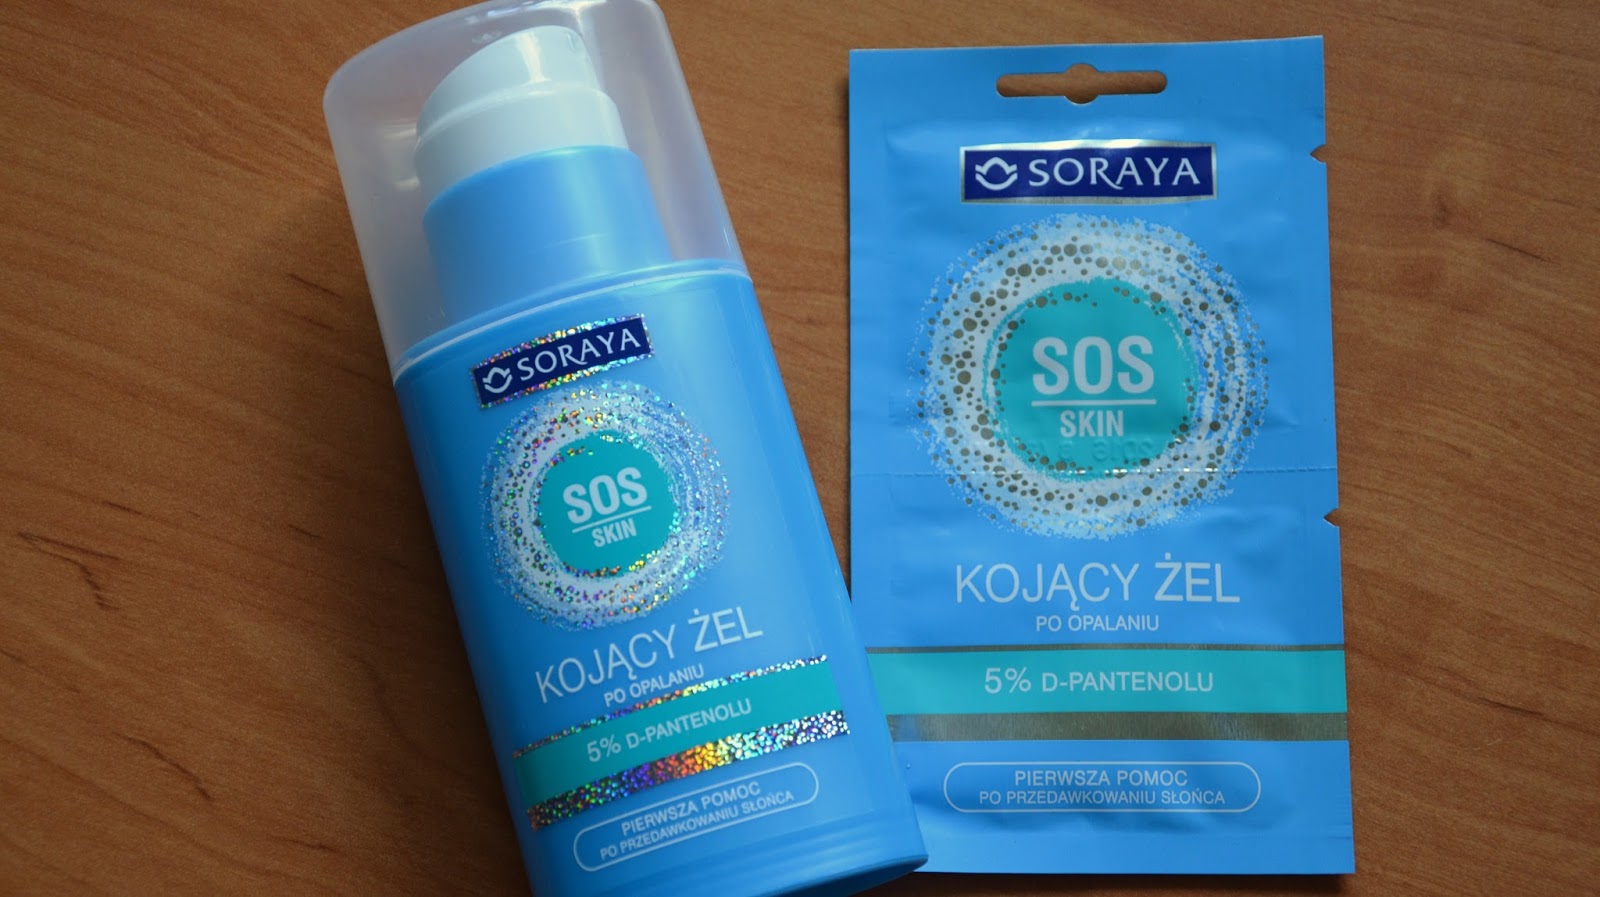 SORAYA
SOS
SKIN
KOJĄCY ŻEL
PO OPALANIU
5% D-PANTENOLU
PIERWSZA POMOC
PO PRZEDAWKOWANIU SŁOŃCA
SORAYA
SOS
SKIN
KOJĄCY ŻEL
PO OPALANIU
5% D-PANTENOLU
PIERWSZA POMOC
PO PRZEDAWKOWANIU SŁOŃCA